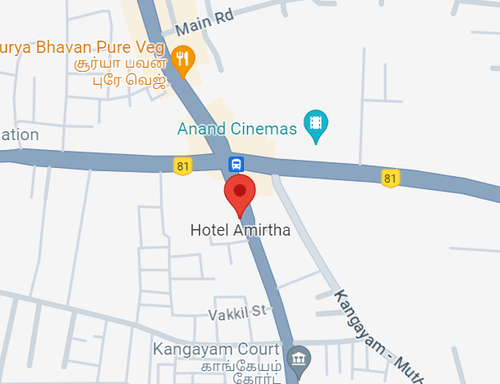 Main Rd
urya Bhavan Pure Veg
சூர்யா பவன்
புரே வெஜ்
Anand Cinemas
ation
81
81
Hotel Amirtha
Vakkil St
Kangayam - Mut
Kangayam Court
காங்கேயம்
கோர்ட்